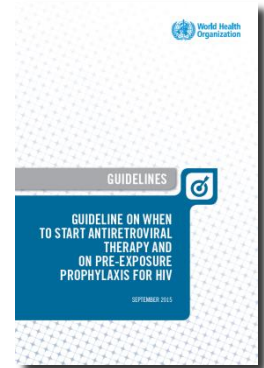 World Health
Organization
GUIDELINES
GUIDELINE ON WHEN
TO START ANTIRETROVIRAL
THERAPY AND
ON PRE-EXPOSURE
PROPHYLAXIS FOR HIV
SEPTEMBER 2015